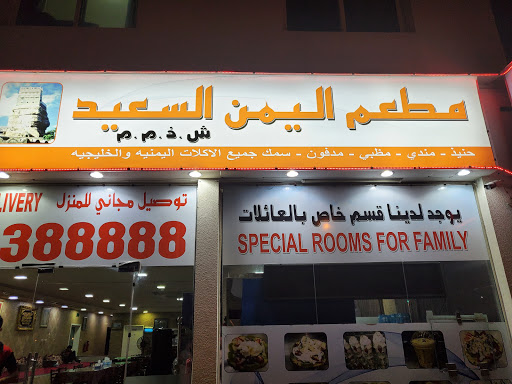 مطعم اليمن السعيد
ش.ذ.م.م
حنيذ - مندي - مظبي - مدفون - سمك جميع الاكلات اليمنيه والخليجيه
يوجد لدينا قسم خاص بالعائلات
SPECIAL ROOMS FOR FAMILY
توصيل مجاني للمنزل
LIVERY
388888